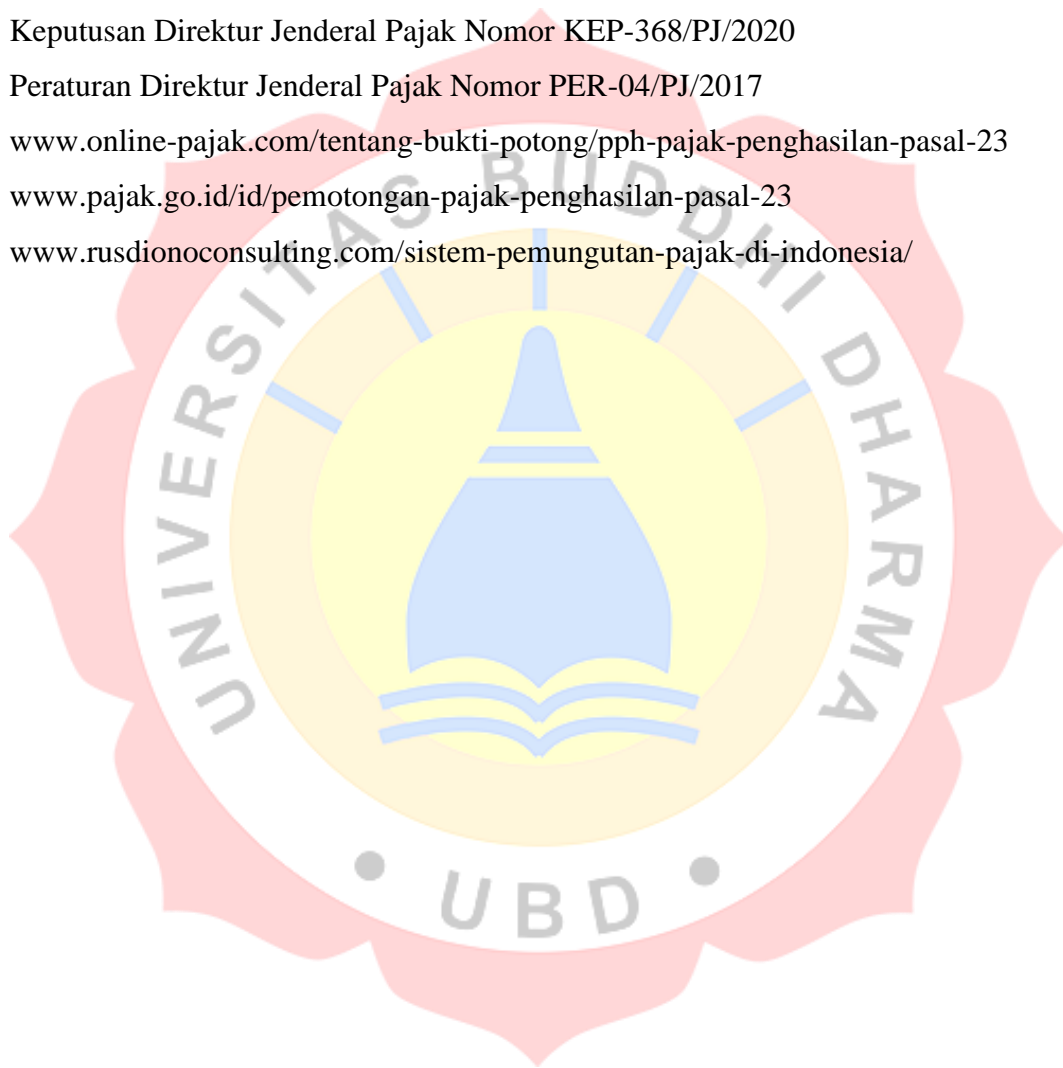 Keputusan Direktur Jenderal Pajak Nomor KEP-368/PJ/2020
Peraturan Direktur Jenderal Pajak Nomor PER-04/PJ/2017
www.online-pajak.com/tentang-bukti-potong/pph-pajak-penghasilan-pasal-23
www.pajak.go.id/id/pemotongan-pajak-penghasilan-pasal-23
www.rusdionoconsulting.com/sistem-pemungutan-pajak-di-indonesia/
UNIVERSITAS BUDDHI DHARMA
• UBD •